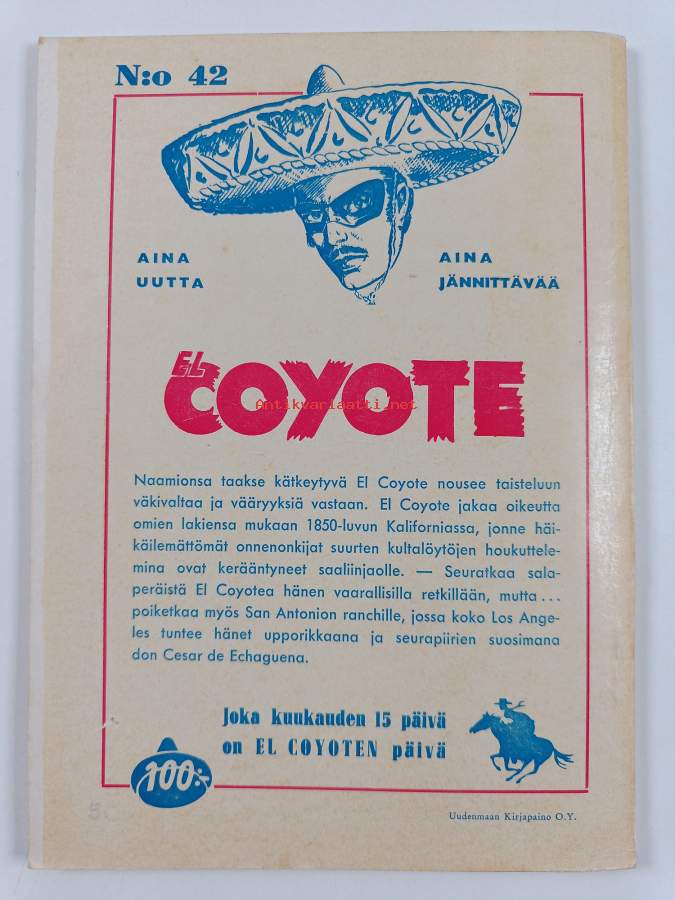 N:o 42
AINA
UUTTA
AINA
JÄNNITTÄVÄÄ
EL
COYOTE
Antikvariaatti.net
Naamionsa taakse kätkeytyvä El Coyote nousee taisteluun
väkivaltaa ja vääryyksiä vastaan. El Coyote jakaa oikeutta
omien lakiensa mukaan 1850-luvun Kaliforniassa, jonne häi-
käilemättömät onnenonkijat suurten kultalöytöjen houkuttele-
mina ovat kerääntyneet saaliinjaolle. — Seuratkaa sala-
peräistä El Coyotea hänen vaarallisilla retkillään, mutta...
poiketkaa myös San Antonion ranchille, jossa koko Los Ange-
les tuntee hänet upporikkaana ja seurapiirien suosimana
don Cesar de Echaguena.
Joka kuukauden 15 päivä
on EL COYOTEN päivä
100:-
Uudenmaan Kirjapaino O.Y.